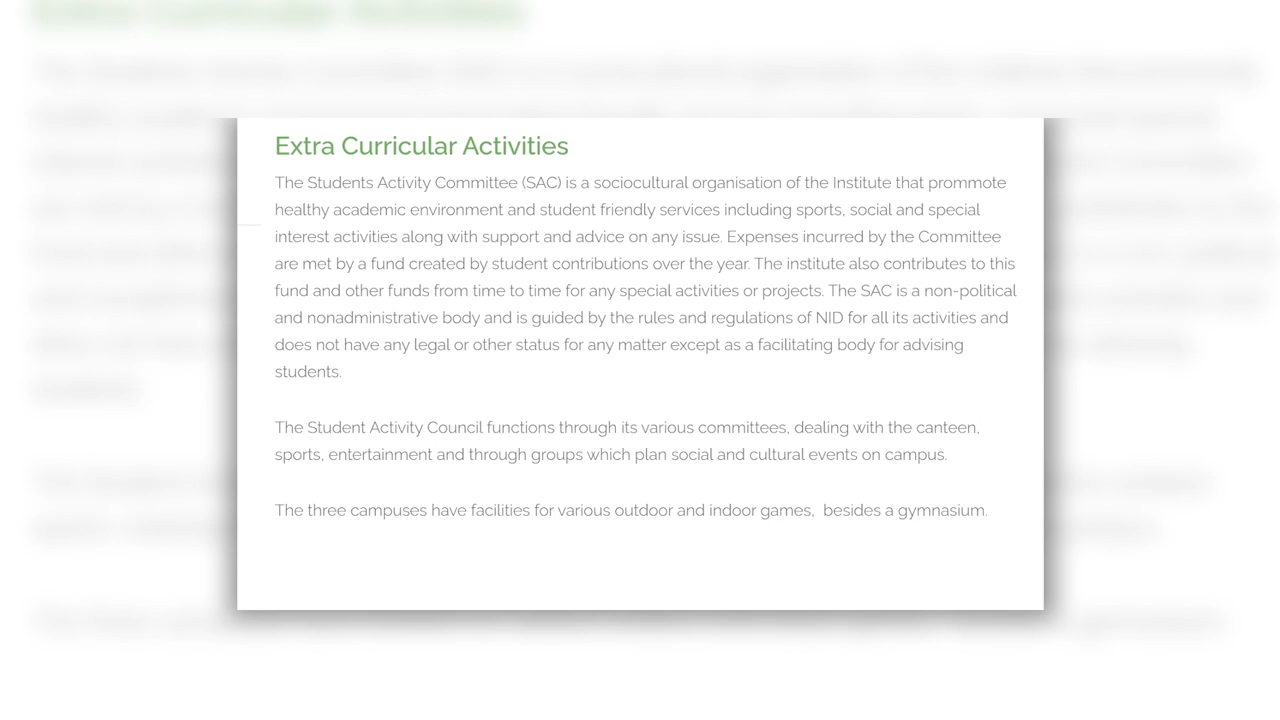 Extra Curricular Activities
The Students Activity Committee (SAC) is a sociocultural organisation of the Institute that prommote
healthy academic environment and student friendly services including sports, social and special
interest activities along with support and advice on any issue. Expenses incurred by the Committee
are met by a fund created by student contributions over the year. The institute also contributes to this
fund and other funds from time to time for any special activities or projects. The SAC is a non-political
and nonadministrative body and is guided by the rules and regulations of NID for all its activities and
does not have any legal or other status for any matter except as a facilitating body for advising
students.
The Student Activity Council functions through its various committees, dealing with the canteen,
sports, entertainment and through groups which plan social and cultural events on campus.
The three campuses have facilities for various outdoor and indoor games,  besides a gymnasium.